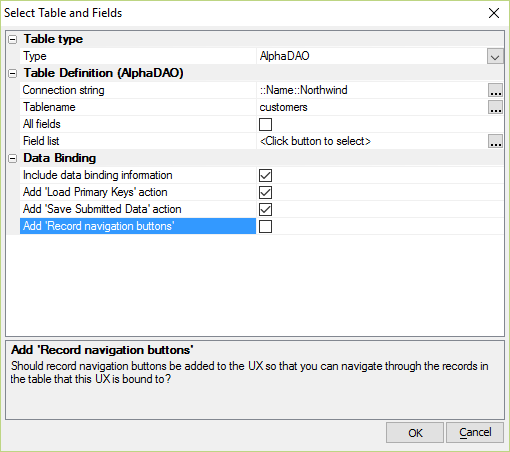 Select Table and Fields
Table type
Type AlphaDAO
Table Definition (AlphaDAO)
Connection string ::Name::Northwind
Tablename customers
All fields
Field list <Click button to select>
Data Binding
Include data binding information
Add 'Load Primary Keys' action
Add 'Save Submitted Data' action
Add 'Record navigation buttons'
Add 'Record navigation buttons'
Should record navigation buttons be added to the UX so that you can navigate through the records in
the table that this UX is bound to?
OK Cancel